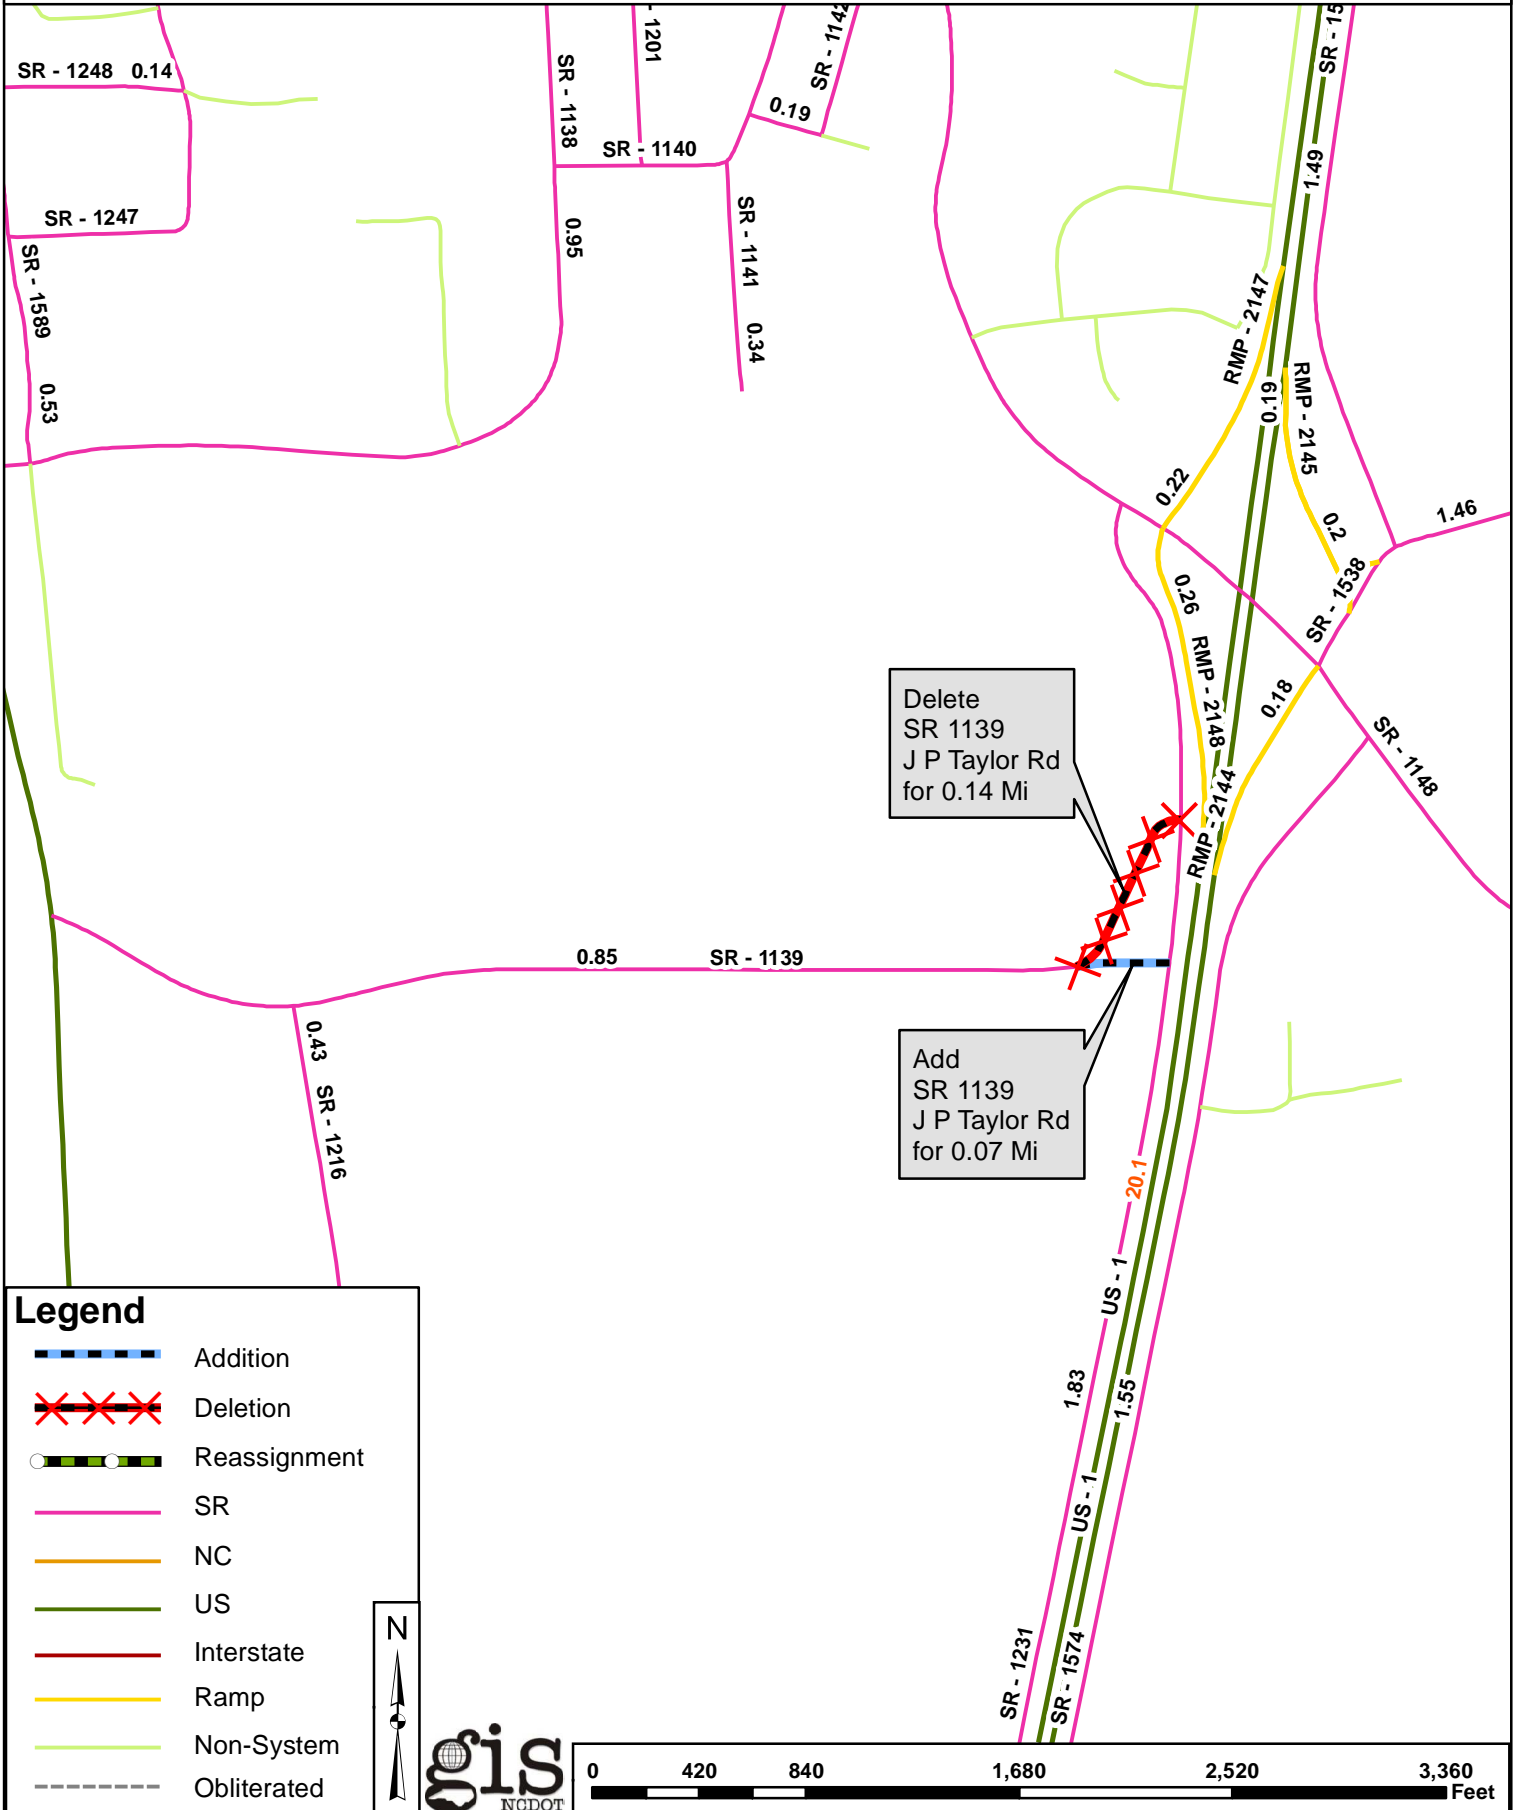 SR - 15
SR - 1142
- 1201
SR - 1248 0.14
SR - 1138
0.19
SR - 1140
1.49
SR - 1247
SR - 1141
0.95
SR - 1589
RMP - 2147
0.34
0.53
0.19
RMP - 2145
0.22
0.2
1.46
0.26
SR - 1538
RMP - 2148
0.18
SR - 1148
Delete
SR 1139
J P Taylor Rd
for 0.14 Mi
RMP - 2144
0.85
SR - 1139
0.43
SR - 1216
Add
SR 1139
J P Taylor Rd
for 0.07 Mi
20.1
US - 1
1.83
1.55
US - 1
SR - 1231
SR - 1574
Legend
Addition
Deletion
Reassignment
SR
NC
US
Interstate
Ramp
Non-System
Obliterated
N
gis
NCDOT
0 420 840 1,680 2,520 3,360
Feet